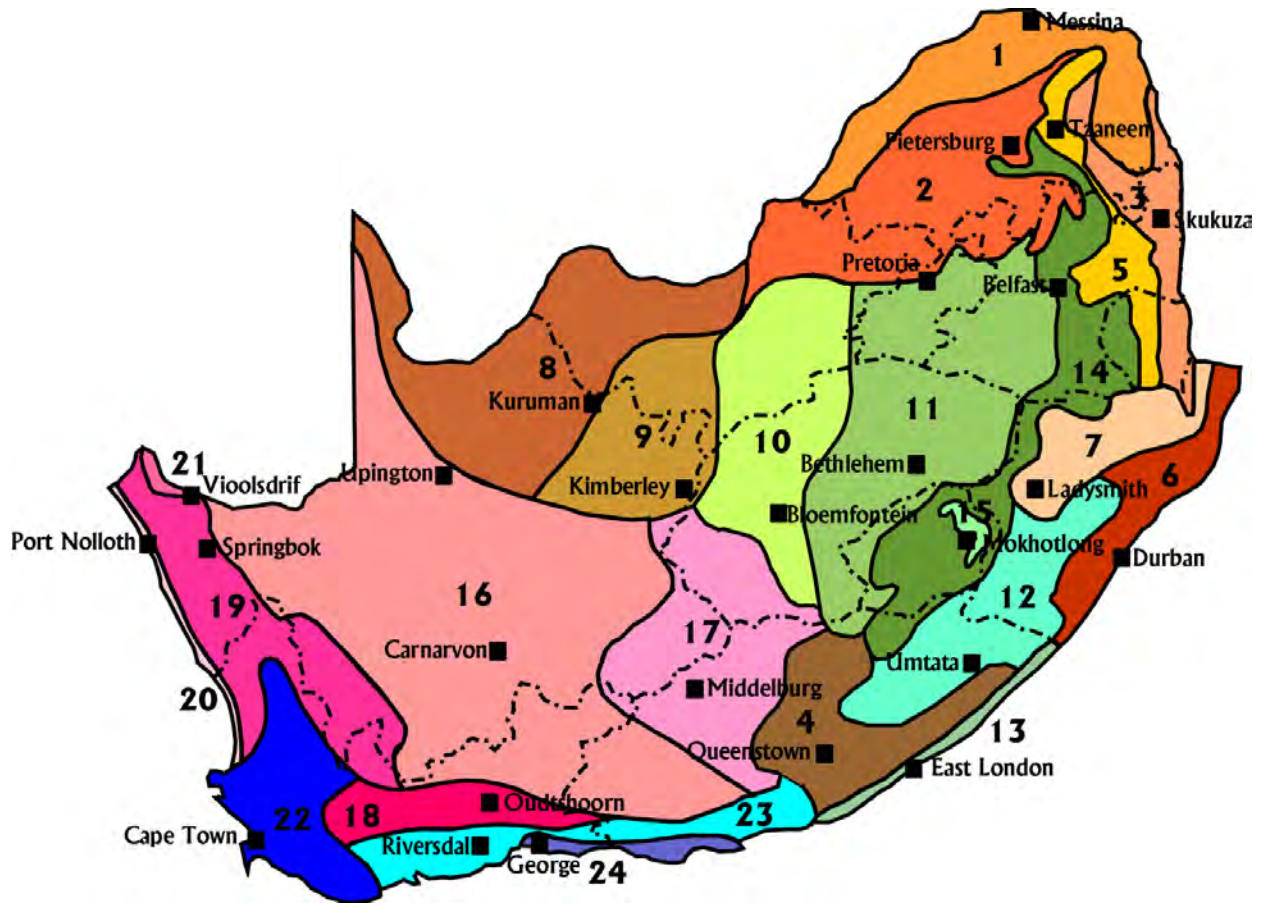 Messina
1
Tzaneen
Pietersburg
2
3
Skukuza
Pretoria
Belfast
5
8
Kuruman
14
9
10
11
7
21
Vioolsdrif
Upington
Kimberley
Bethlehem
Ladysmith
6
Bloemfontein
15
Port Nolloth
Springbok
Mokhotlong
Durban
19
16
12
17
Carnarvon
Umtata
20
Middelburg
4
13
Queenstown
East London
18
Oudtshoorn
22
23
Cape Town
Riversdal
George
24